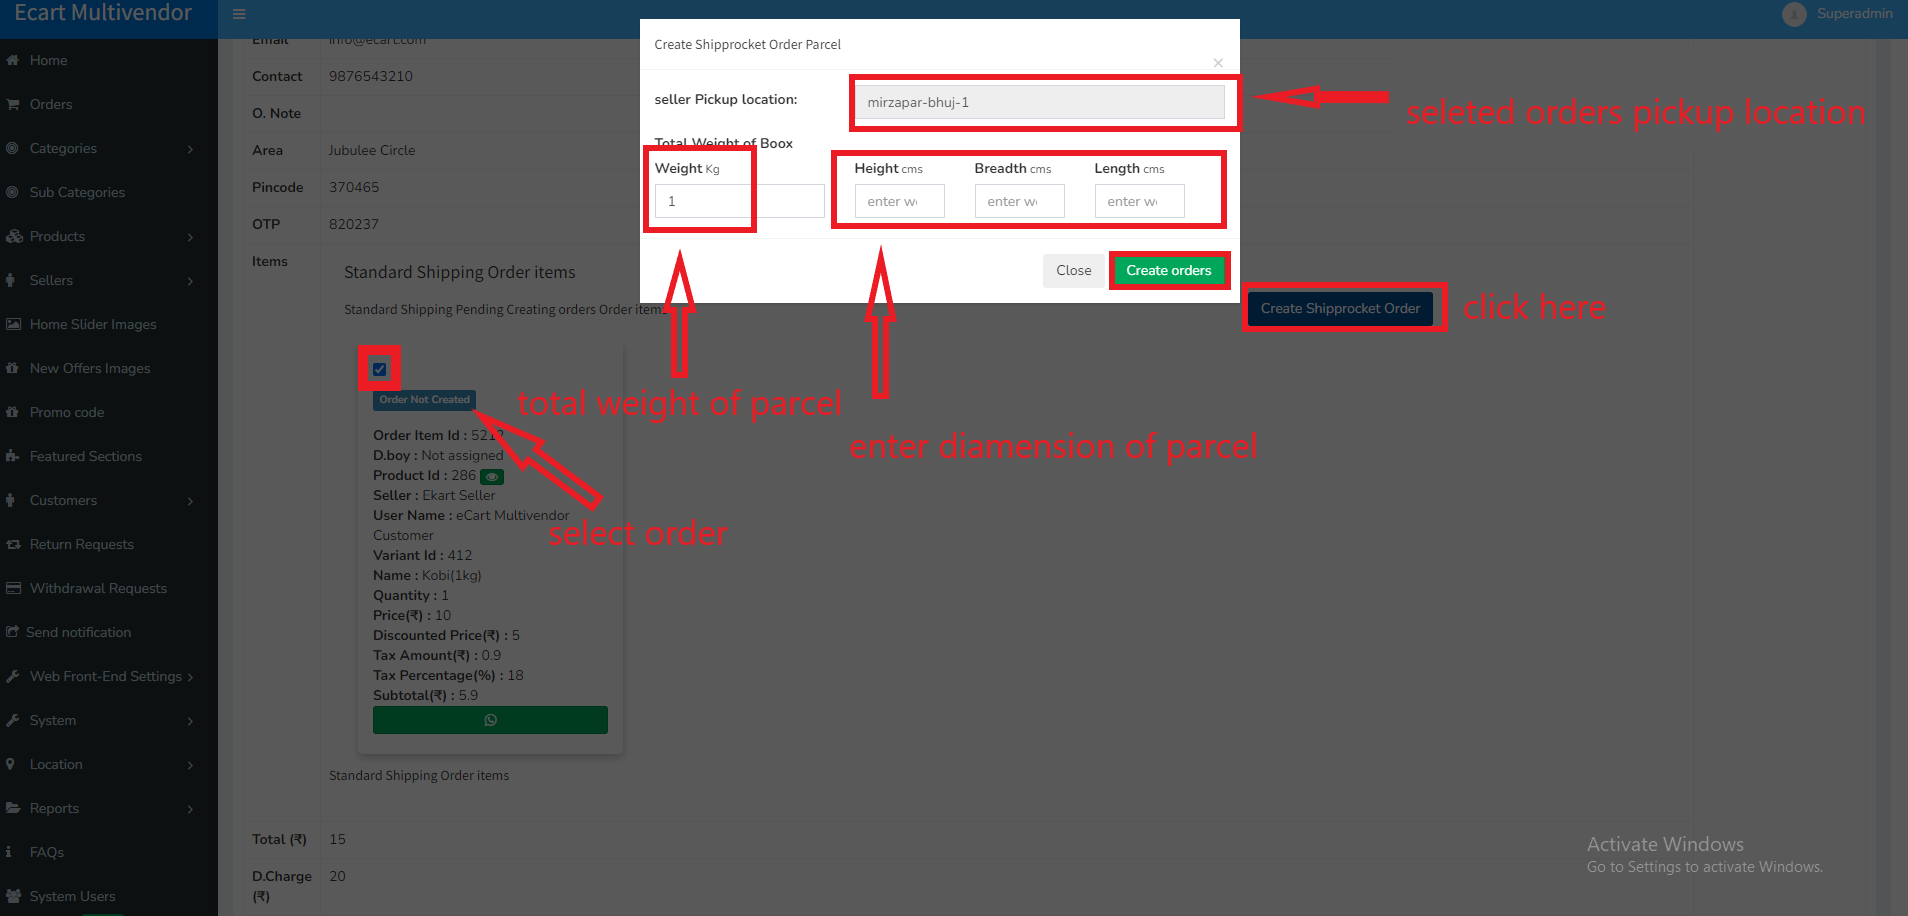 Ecart Multivendor
Superadmin
Home
Orders
Categories
Sub Categories
Products
Sellers
Home Slider Images
New Offers Images
Promo code
Featured Sections
Customers
Return Requests
Withdrawal Requests
Send notification
Web Front-End Settings
System
Location
Reports
FAQs
System Users
Email info@ecart.com
Contact 9876543210
O. Note
Area Jubulee Circle
Pincode 370465
OTP 820237
Items
Standard Shipping Order items
Standard Shipping Pending Creating orders Order items
Create Shipprocket Order
click here
Create Shipprocket Order Parcel
×
seller Pickup location: mirzapar-bhuj-1
seleted orders pickup location
Total Weight of Boox
Weight Kg Height cms Breadth cms Length cms
1 enter we enter we enter we
Close Create orders
total weight of parcel
enter diamension of parcel
select order
Order Not Created
Order Item Id : 5212
D.boy : Not assigned
Product Id : 286
Seller : Ekart Seller
User Name : eCart Multivendor
Customer
Variant Id : 412
Name : Kobi(1kg)
Quantity : 1
Price(₹) : 10
Discounted Price(₹) : 5
Tax Amount(₹) : 0.9
Tax Percentage(%) : 18
Subtotal(₹) : 5.9
Standard Shipping Order items
Total (₹) 15
D.Charge 20
(₹)
Activate Windows
Go to Settings to activate Windows.